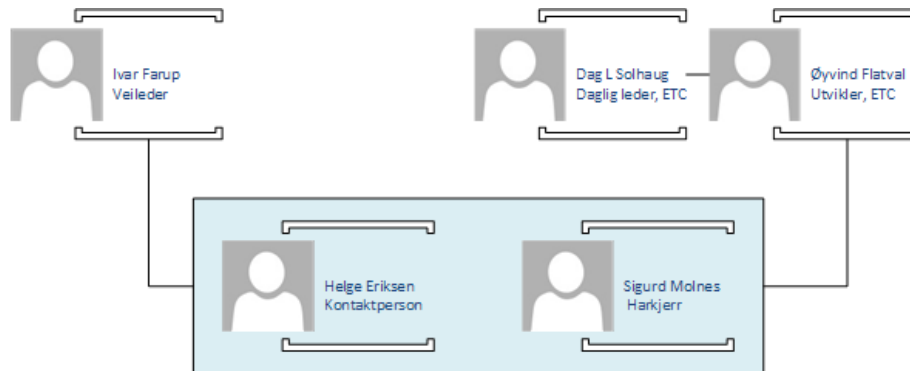 Ivar Farup
Veileder
Dag L Solhaug
Daglig leder, ETC
Øyvind Flatval
Utvikler, ETC
Helge Eriksen
Kontaktperson
Sigurd Molnes
Harkjerr